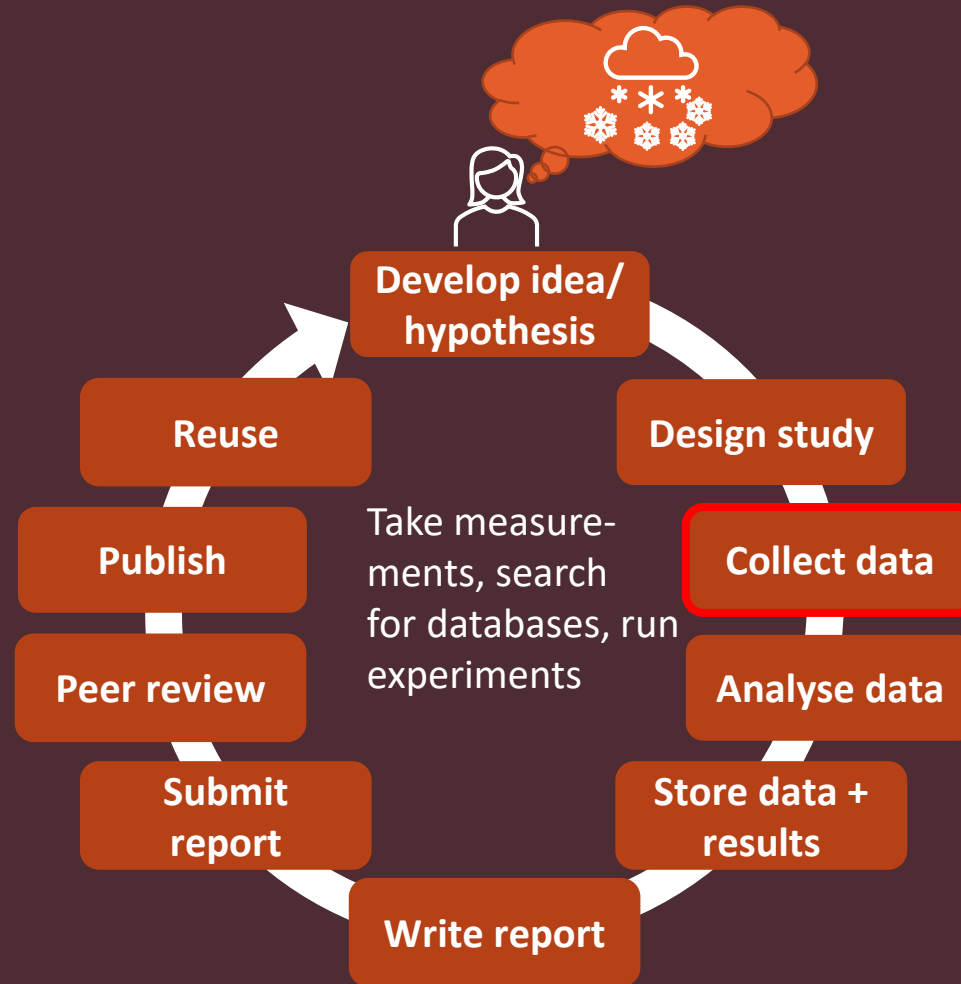 Develop idea/
hypothesis
Design study
Collect data
Analyse data
Store data +
results
Write report
Submit
report
Peer review
Publish
Reuse
Take measure-
ments, search
for databases, run
experiments